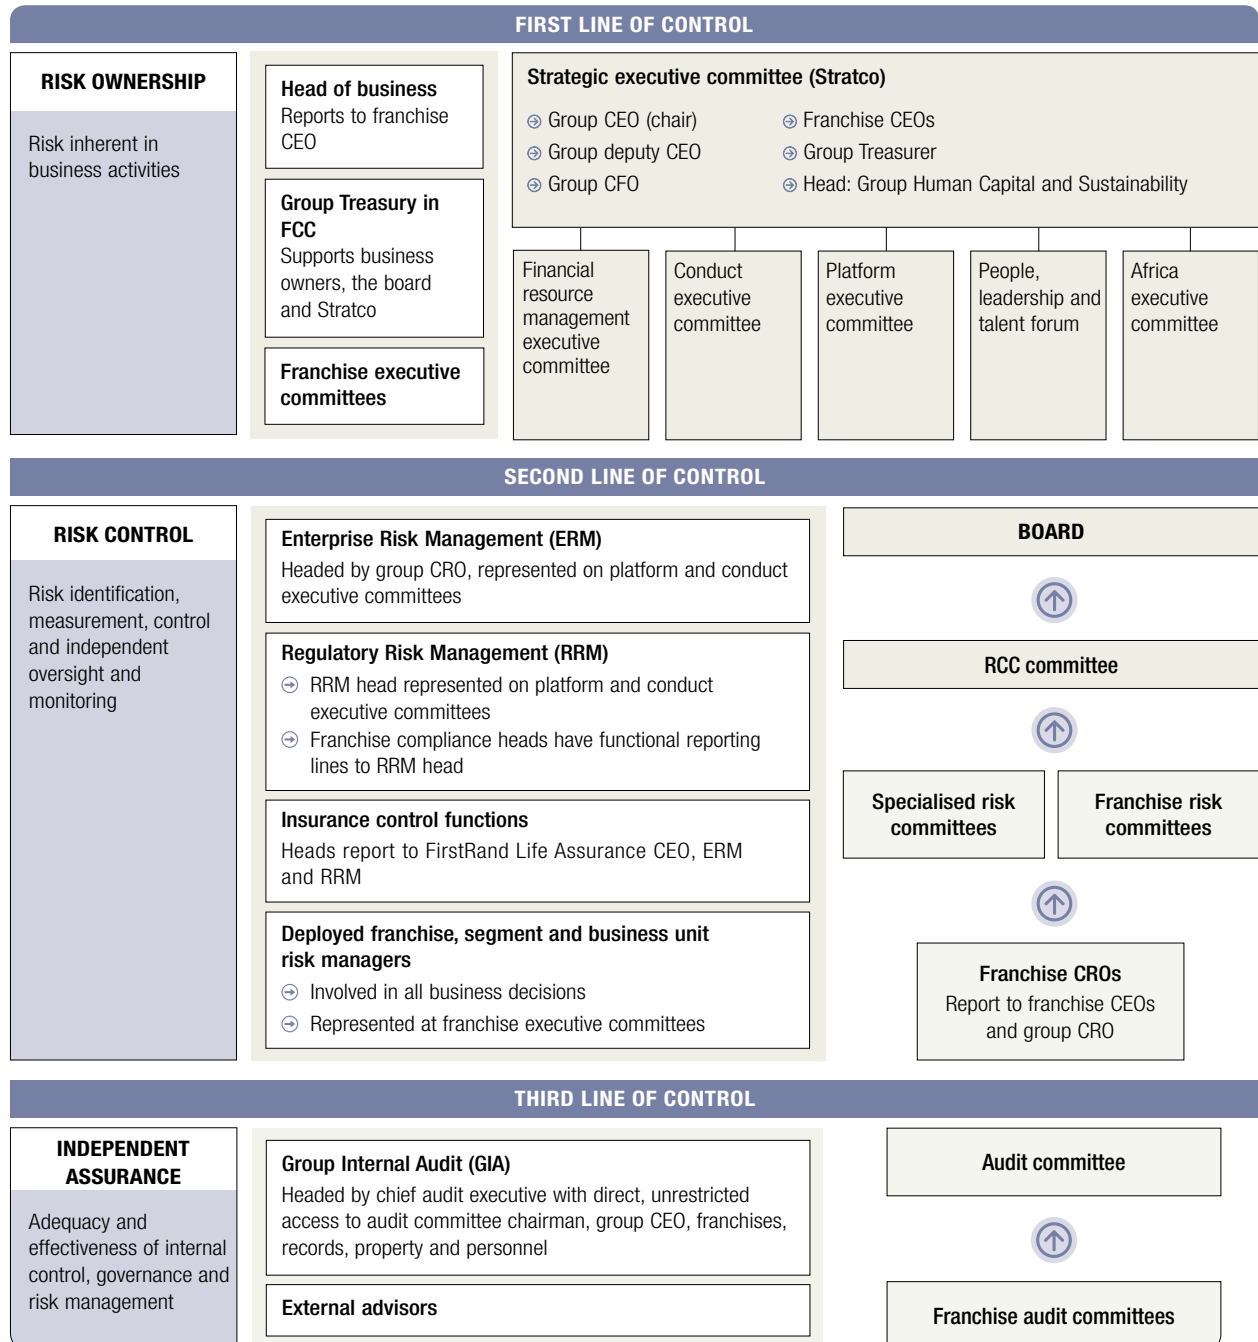 FIRST LINE OF CONTROL
RISK OWNERSHIP
Risk inherent in
business activities
Head of business
Reports to franchise
CEO
Group Treasury in
FCC
Supports business
owners, the board
and Stratco
Franchise executive
committees
Strategic executive committee (Stratco)
Group CEO (chair)
Group deputy CEO
Group CFO
Franchise CEOs
Group Treasurer
Head: Group Human Capital and Sustainability
Financial
resource
management
executive
committee
Conduct
executive
committee
Platform
executive
committee
People,
leadership and
talent forum
Africa
executive
committee
SECOND LINE OF CONTROL
RISK CONTROL
Risk identification,
measurement, control
and independent
oversight and
monitoring
Enterprise Risk Management (ERM)
Headed by group CRO, represented on platform and conduct
executive committees
Regulatory Risk Management (RRM)
RRM head represented on platform and conduct
executive committees
Franchise compliance heads have functional reporting
lines to RRM head
Insurance control functions
Heads report to FirstRand Life Assurance CEO, ERM
and RRM
Deployed franchise, segment and business unit
risk managers
Involved in all business decisions
Represented at franchise executive committees
BOARD
RCC committee
Specialised risk
committees
Franchise risk
committees
Franchise CROs
Report to franchise CEOs
and group CRO
THIRD LINE OF CONTROL
INDEPENDENT
ASSURANCE
Adequacy and
effectiveness of internal
control, governance and
risk management
Group Internal Audit (GIA)
Headed by chief audit executive with direct, unrestricted
access to audit committee chairman, group CEO, franchises,
records, property and personnel
External advisors
Audit committee
Franchise audit committees